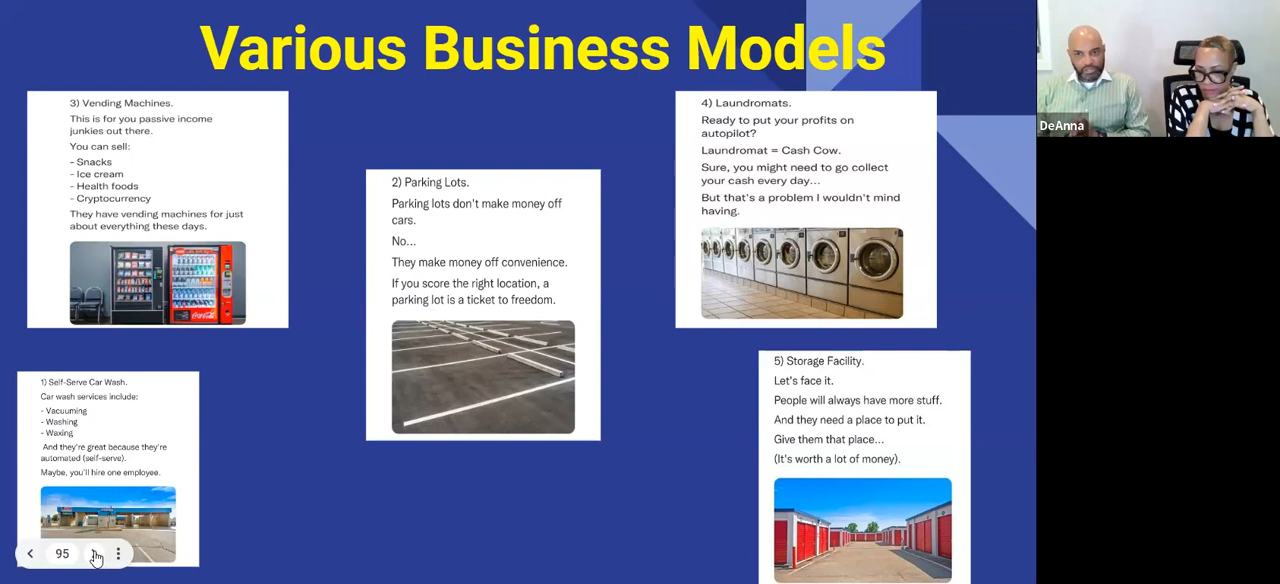 Various Business Models
3) Vending Machines.
This is for you passive income
junkies out there.
You can sell:
- Snacks
- Ice cream
- Health foods
- Cryptocurrency
They have vending machines for just
about everything these days.
Coca-Cola
2) Parking Lots.
Parking lots don't make money off
cars.
No...
They make money off convenience.
If you score the right location, a
parking lot is a ticket to freedom.
4) Laundromats.
Ready to put your profits on
autopilot?
Laundromat = Cash Cow.
Sure, you might need to go collect
your cash every day...
But that's a problem I wouldn't mind
having.
1) Self-Serve Car Wash.
Car wash services include:
- Vacuuming
- Washing
- Waxing
And they're great because they're
automated (self-serve).
Maybe, you'll hire one employee.
5) Storage Facility.
Let's face it.
People will always have more stuff.
And they need a place to put it.
Give them that place...
(It's worth a lot of money).
95
DeAnna